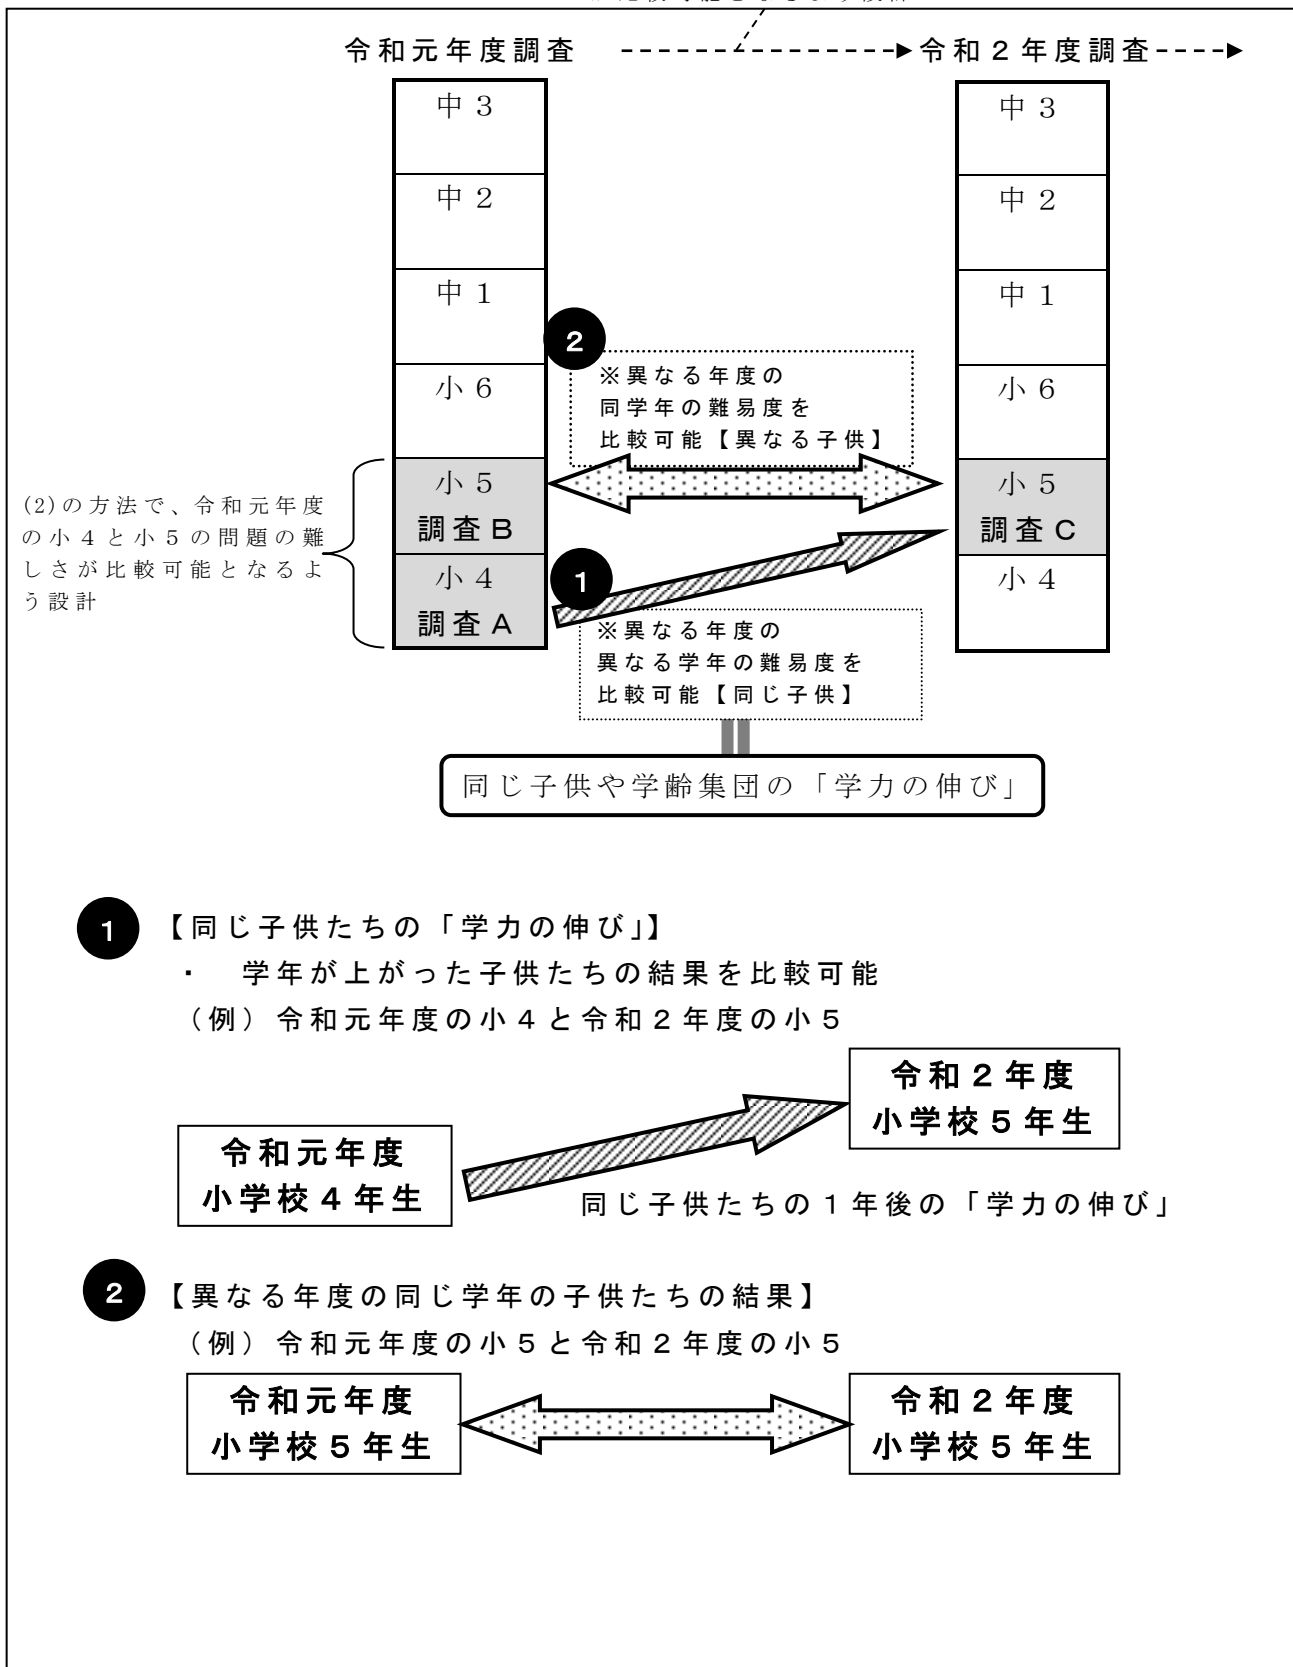 令和元年度調査
令和２年度調査
中３
中２
中１
小６
小５
調査Ｂ
小４
調査Ａ
(2)の方法で、令和元年度
の小４と小５の問題の難
しさが比較可能となるよ
う設計
２
※異なる年度の
同学年の難易度を
比較可能【異なる子供】
１
※異なる年度の
異なる学年の難易度を
比較可能【同じ子供】
中３
中２
中１
小６
小５
調査Ｃ
小４
同じ子供や学齢集団の「学力の伸び」
１ 【同じ子供たちの「学力の伸び」】
・ 学年が上がった子供たちの結果を比較可能
（例）令和元年度の小４と令和２年度の小５
令和元年度
小学校４年生
令和２年度
小学校５年生
同じ子供たちの１年後の「学力の伸び」
２ 【異なる年度の同じ学年の子供たちの結果】
（例）令和元年度の小５と令和２年度の小５
令和元年度
小学校５年生
令和２年度
小学校５年生